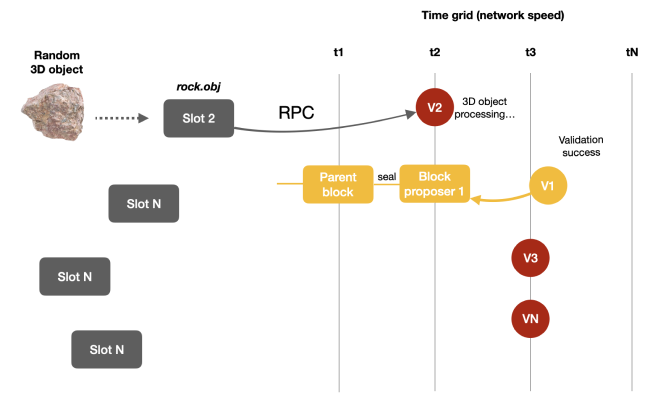 Time grid (network speed)
Random
3D object
t1
t2
t3
tN
rock.obj
Slot 2
RPC
V2
3D object
processing...
Validation
success
Parent
block
seal
Block
proposer 1
V1
Slot N
V3
Slot N
VN
Slot N